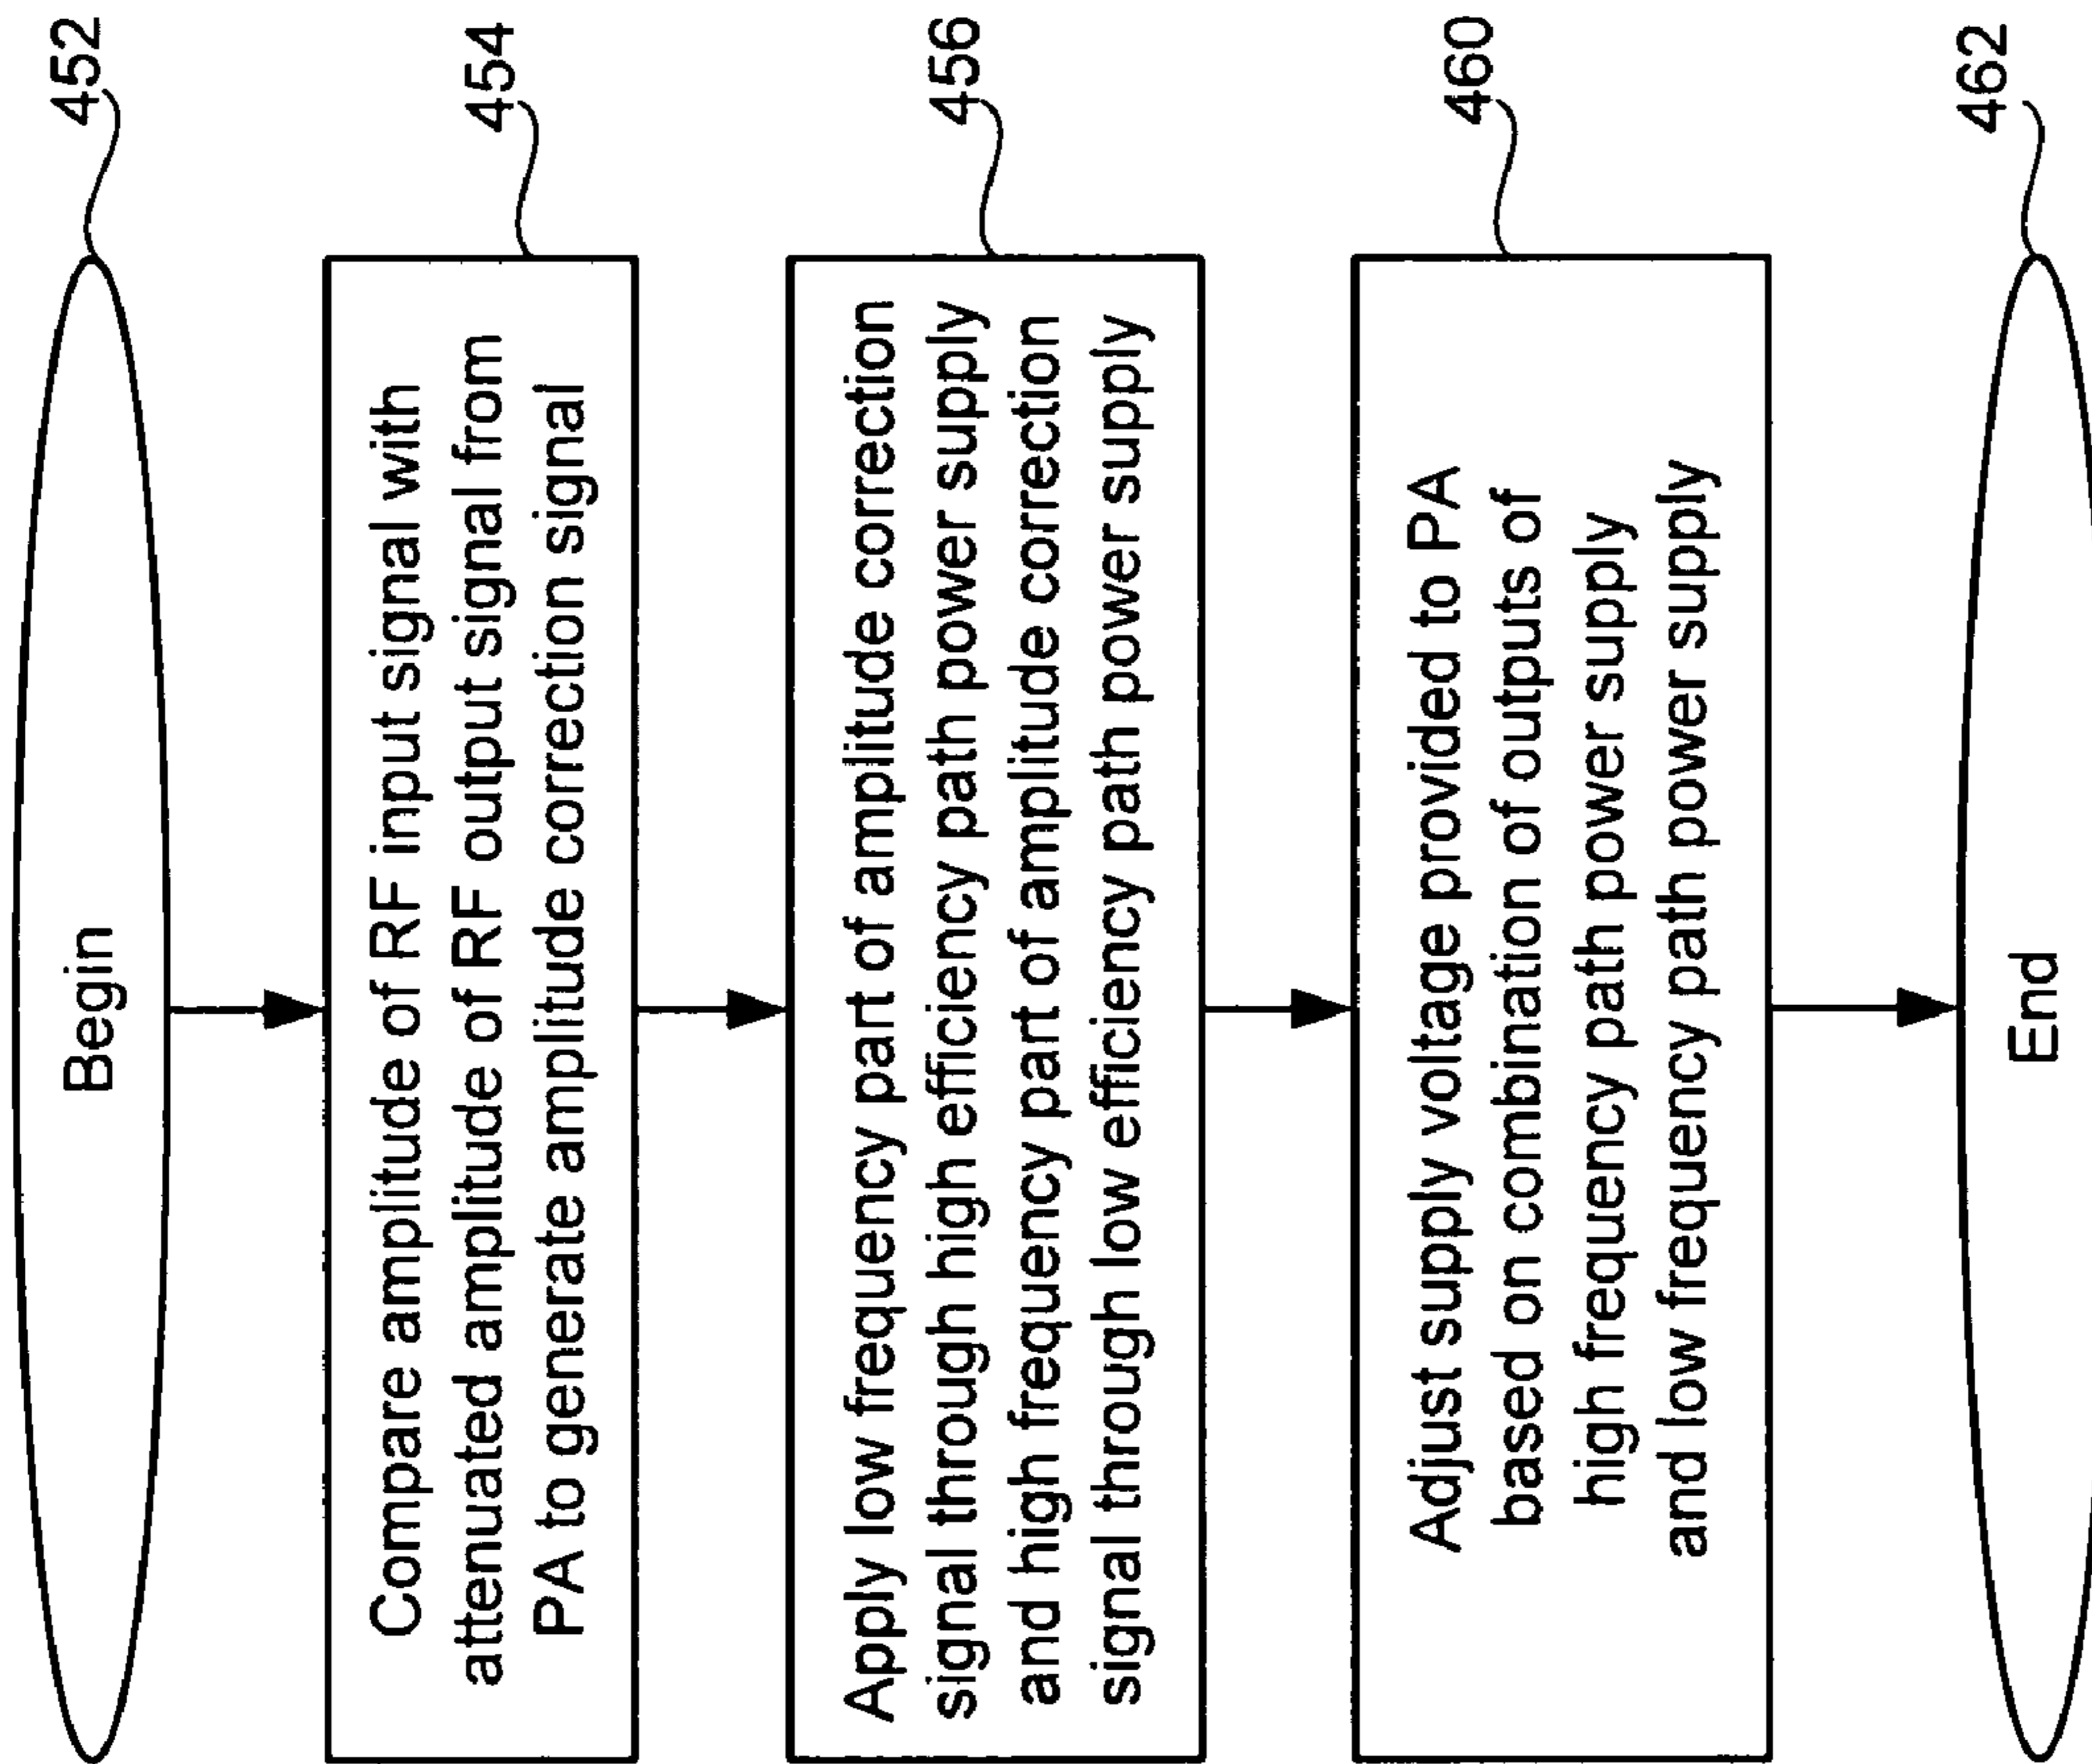 452
Begin
454
Compare amplitude of RF input signal with
attenuated amplitude of RF output signal from
PA to generate amplitude correction signal
456
Apply low frequency part of amplitude correction
signal through high efficiency path power supply
and high frequency part of amplitude correction
signal through low efficiency path power supply
460
Adjust supply voltage provided to PA
based on combination of outputs of
high frequency path power supply
and low frequency path power supply
462
End